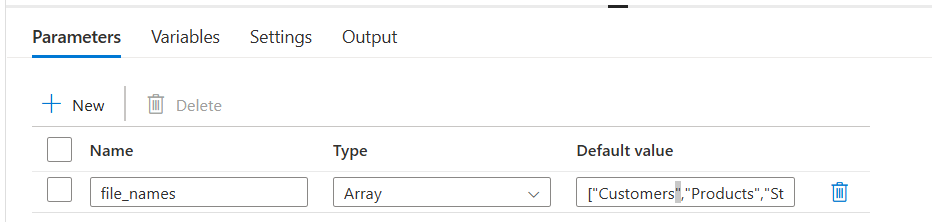 Parameters Variables Settings Output
New Delete
Name Type Default value
file_names Array ["Customers","Products","St